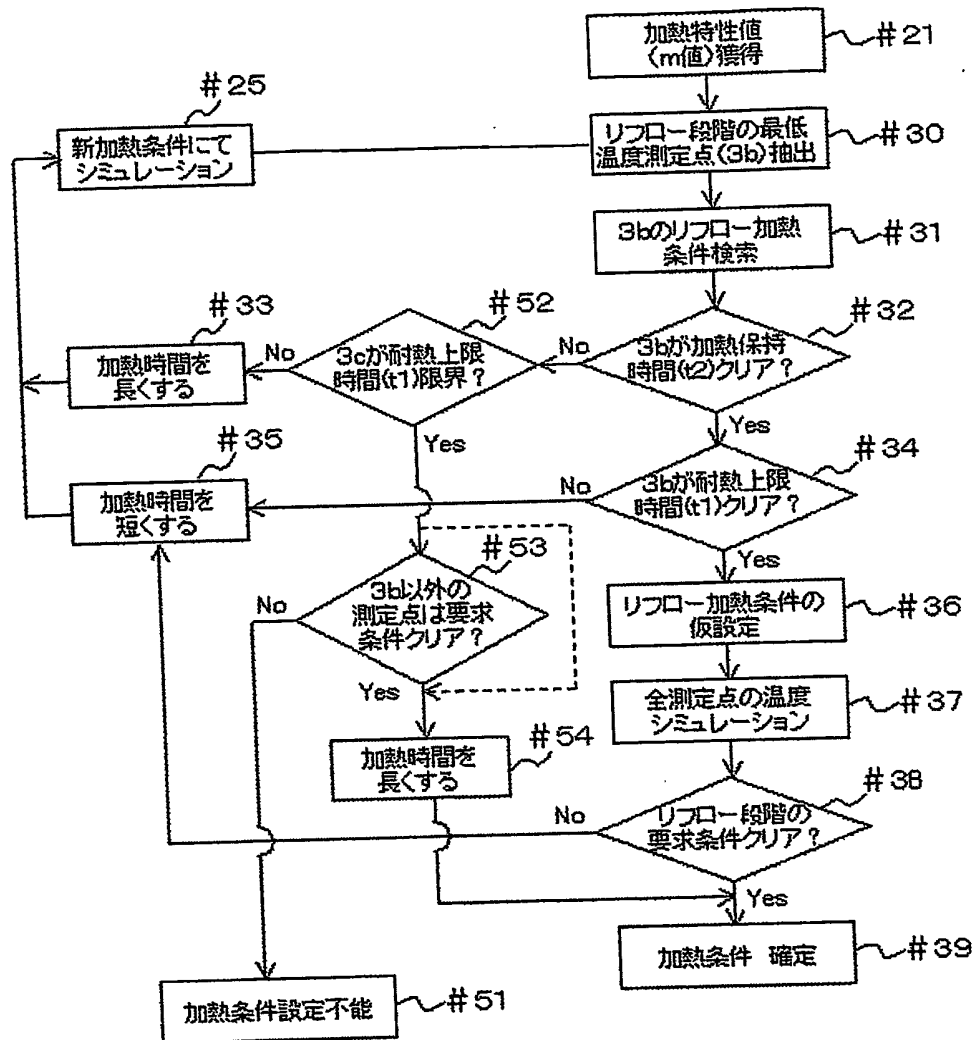 加熱特性値
(m値)獲得
#21
#25
新加熱条件にて
シミュレーション
リフロー段階の最低
温度測定点(3b)抽出
#30
3bのリフロー加熱
条件検索
#31
#33
加熱時間を
長くする
No
#52
3cが耐熱上限
時間(t1)限界？
No
#32
3bが加熱保持
時間(t2)クリア？
Yes
Yes
#35
加熱時間を
短くする
No
#34
3bが耐熱上限
時間(t1)クリア？
Yes
#53
3b以外の
測定点は要求
条件クリア？
No
Yes
リフロー加熱条件の
仮設定
#36
全測定点の温度
シミュレーション
#37
#54
加熱時間を
長くする
No
#38
リフロー段階の
要求条件クリア？
Yes
加熱条件 確定
#39
加熱条件設定不能
#51